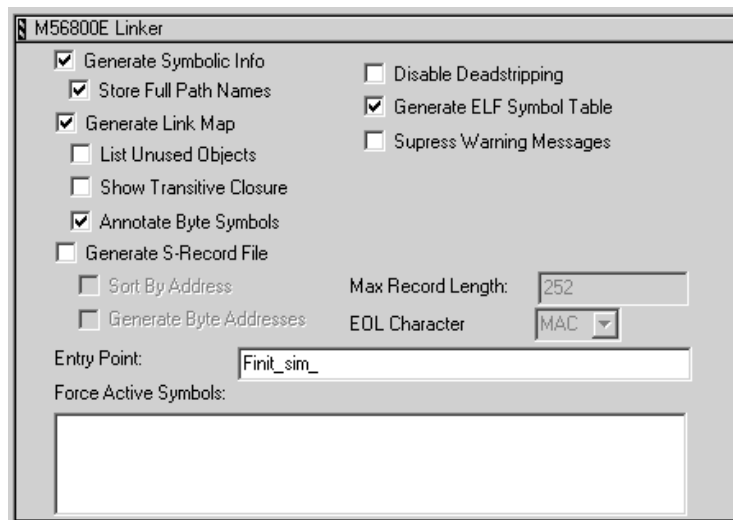 M56800E Linker
Generate Symbolic Info
Store Full Path Names
Generate Link Map
List Unused Objects
Show Transitive Closure
Annotate Byte Symbols
Generate S-Record File
Sort By Address
Generate Byte Addresses
Disable Deadstripping
Generate ELF Symbol Table
Supress Warning Messages
Max Record Length: 252
EOL Character MAC
Entry Point: Finit_sim_
Force Active Symbols: